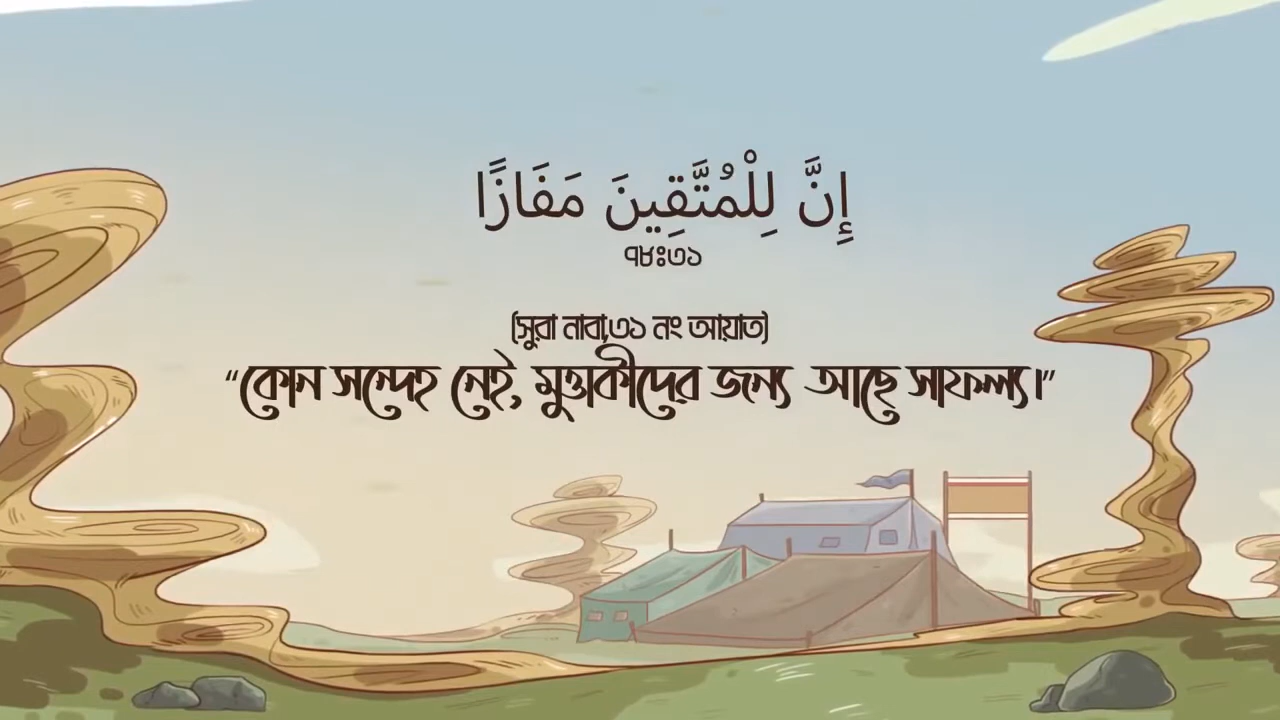 إِنَّ لِلْمُتَّقِينَ مَفَازًا
৭৮ঃ৩১
(সুরা নাবা,৩১ নং আয়াত)
“কোন সন্দেহ নেই, মুত্তাকীদের জন্য আছে সাফল্য।”